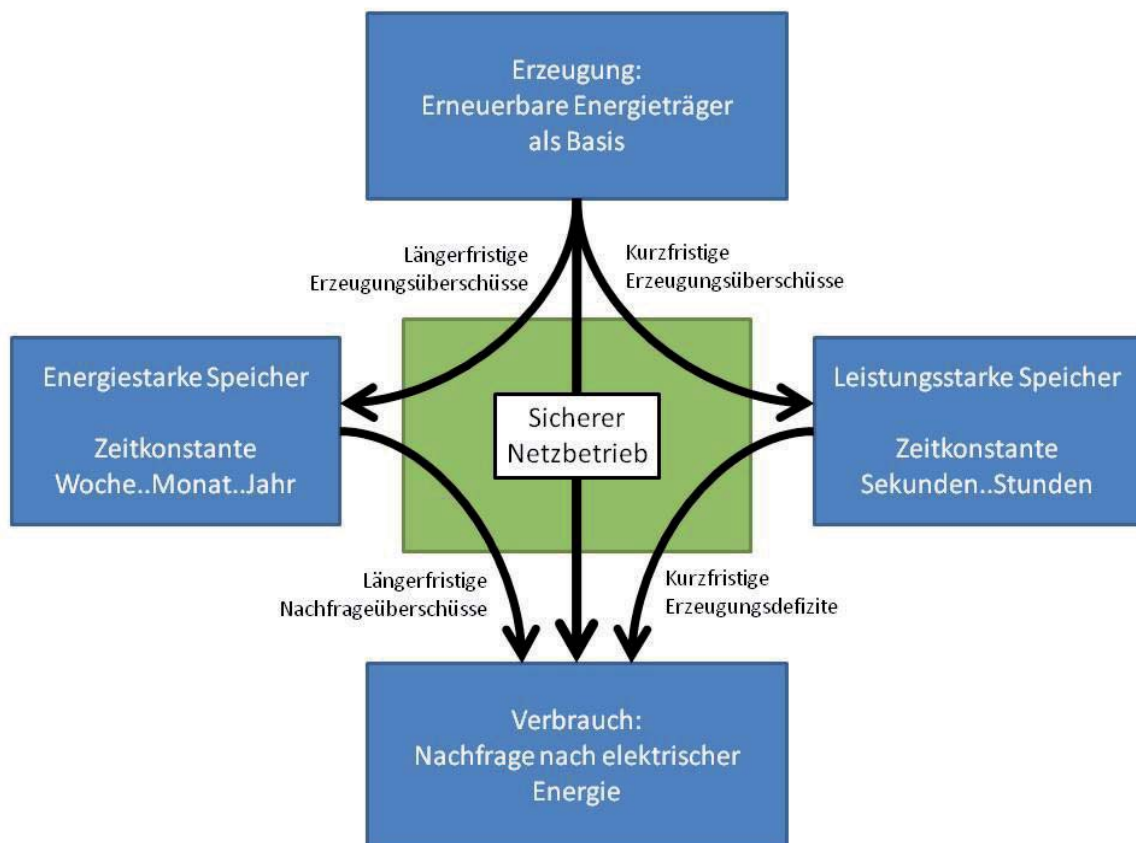 Erzeugung:
Erneuerbare Energieträger
als Basis
Längerfristige
Erzeugungsüberschüsse
Kurzfristige
Erzeugungsüberschüsse
Energiestarke Speicher
Zeitkonstante
Woche..Monat..Jahr
Sicherer
Netzbetrieb
Leistungsstarke Speicher
Zeitkonstante
Sekunden..Stunden
Längerfristige
Nachfrageüberschüsse
Kurzfristige
Erzeugungsdefizite
Verbrauch:
Nachfrage nach elektrischer
Energie